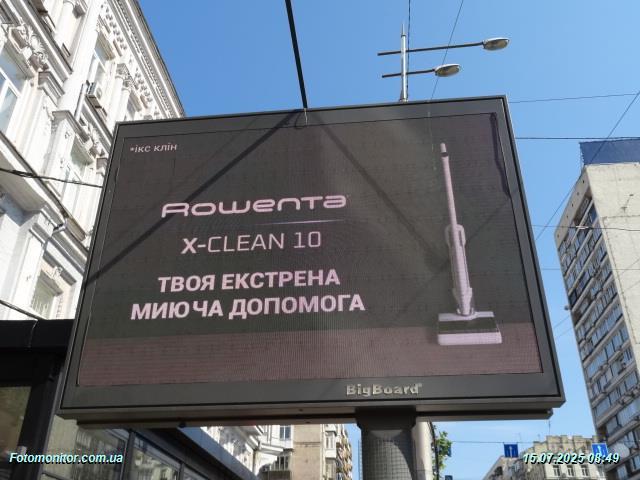 *ікс клін
Rowenta
X-CLEAN 10
ТВОЯ ЕКСТРЕНА
МИЮЧА ДОПОМОГА
BigBoard
Fotomonitor.com.ua
15.07.2025 08:49